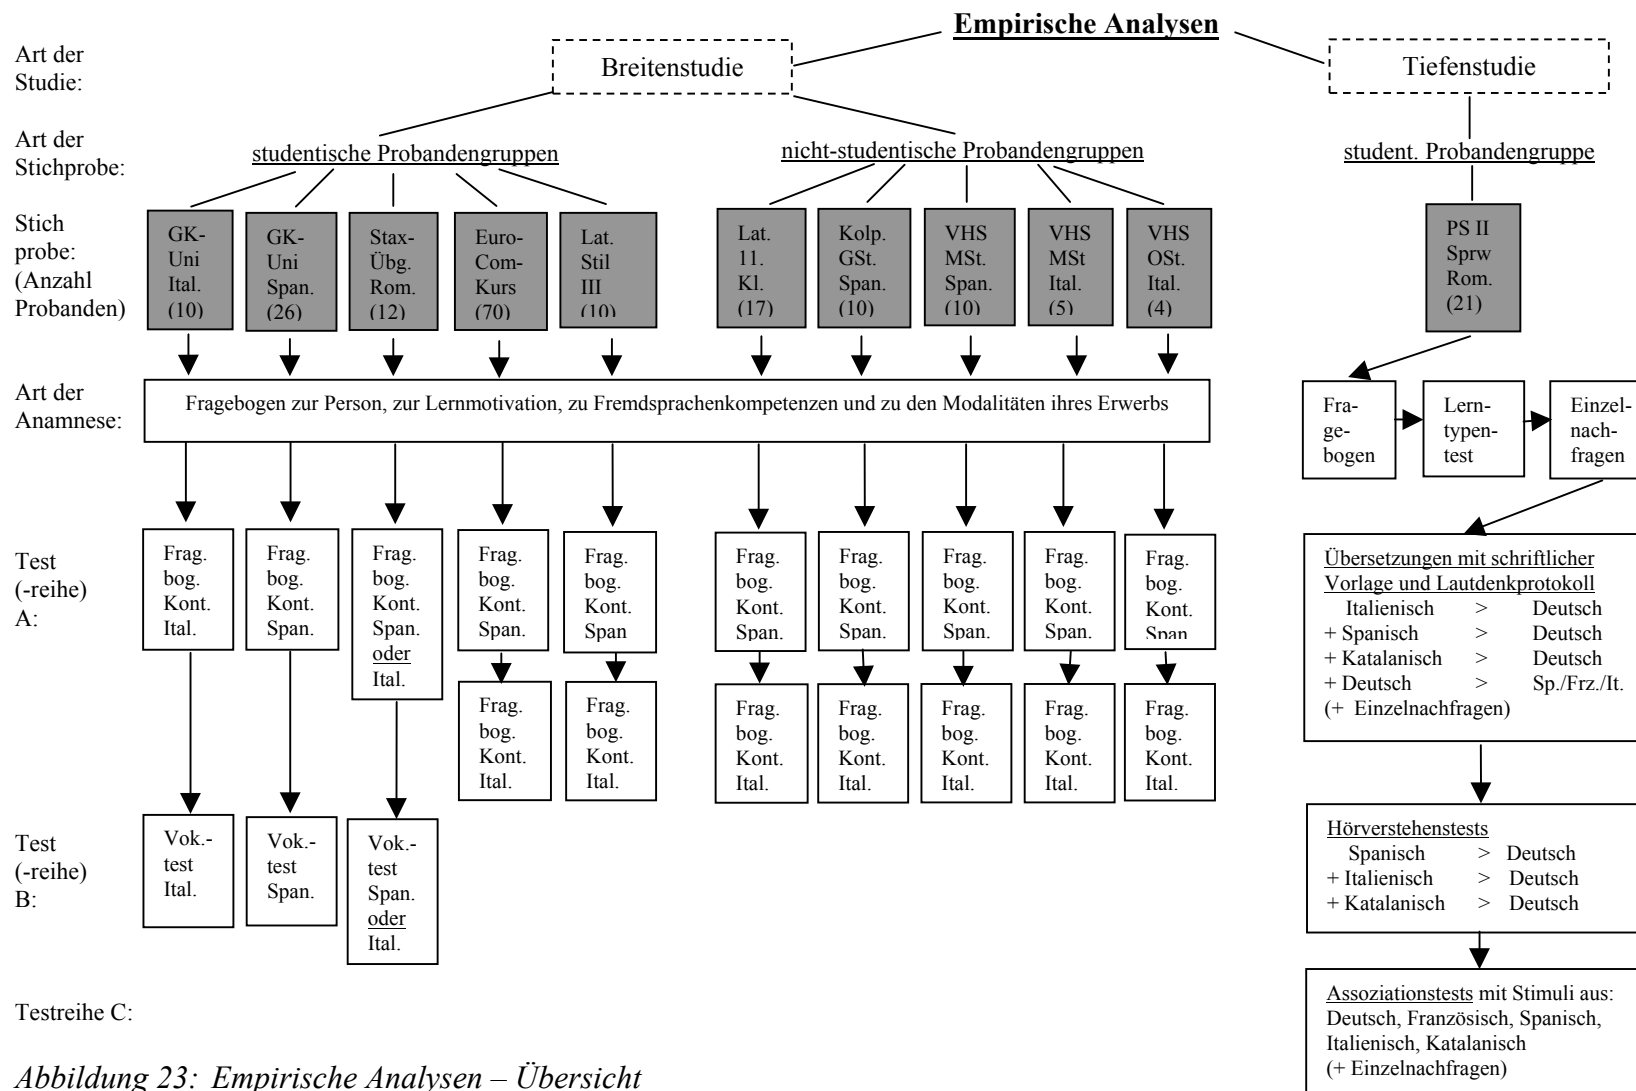 Empirische Analysen
Art der
Studie:
Breitenstudie
Tiefenstudie
Art der
Stichprobe:
studentische Probandengruppen
nicht-studentische Probandengruppen
student. Probandengruppe
Stich
probe:
(Anzahl
Probanden)
GK-
Uni
Ital.
(10)
GK-
Uni
Span.
(26)
Stax-
Übg.
Rom.
(12)
Euro-
Com-
Kurs
(70)
Lat.
Stil
III
(10)
Lat.
11.
Kl.
(17)
Kolp.
GSt.
Span.
(10)
VHS
MSt.
Span.
(10)
VHS
MSt
Ital.
(5)
VHS
OSt.
Ital.
(4)
PS II
Sprw
Rom.
(21)
Art der
Anamnese:
Fragebogen zur Person, zur Lernmotivation, zu Fremdsprachenkompetenzen und zu den Modalitäten ihres Erwerbs
Fra-
ge-
bogen
Lern-
typen-
test
Einzel-
nach-
fragen
Test
(-reihe)
A:
Frag.
bog.
Kont.
Ital.
Frag.
bog.
Kont.
Span.
Frag.
bog.
Kont.
Span.
oder
Ital.
Frag.
bog.
Kont.
Span.
Frag.
bog.
Kont.
Span
Frag.
bog.
Kont.
Span.
Frag.
bog.
Kont.
Span.
Frag.
bog.
Kont.
Span.
Frag.
bog.
Kont.
Span.
Frag.
bog.
Kont.
Span
Frag.
bog.
Kont.
Ital.
Frag.
bog.
Kont.
Ital.
Frag.
bog.
Kont.
Ital.
Frag.
bog.
Kont.
Ital.
Frag.
bog.
Kont.
Ital.
Frag.
bog.
Kont.
Ital.
Frag.
bog.
Kont.
Ital.
Übersetzungen mit schriftlicher
Vorlage und Lautdenkprotokoll
Italienisch > Deutsch
+ Spanisch > Deutsch
+ Katalanisch > Deutsch
+ Deutsch > Sp./Frz./It.
(+ Einzelnachfragen)
Test
(-reihe)
B:
Vok.-
test
Ital.
Vok.-
test
Span.
Vok.-
test
Span.
oder
Ital.
Hörverstehenstests
Spanisch > Deutsch
+ Italienisch > Deutsch
+ Katalanisch > Deutsch
Testreihe C:
Assoziationstests mit Stimuli aus:
Deutsch, Französisch, Spanisch,
Italienisch, Katalanisch
(+ Einzelnachfragen)
Abbildung 23: Empirische Analysen – Übersicht